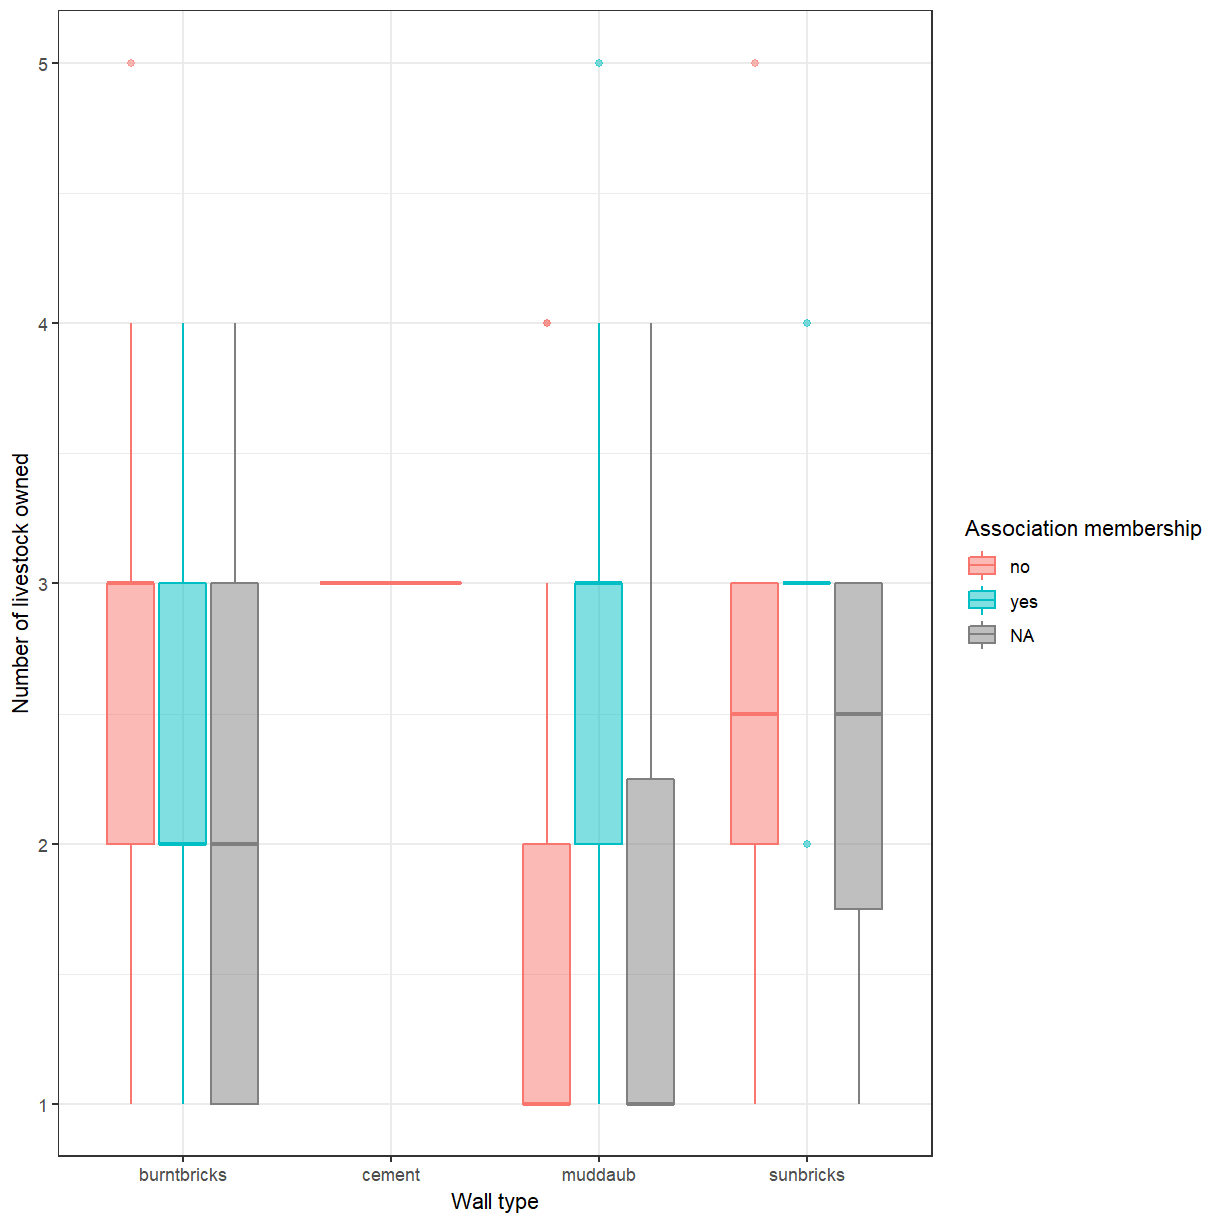 Number of livestock owned
5
4
3
2
1
burntbricks
cement
muddaub
sunbricks
Wall type
Association membership
no
yes
NA